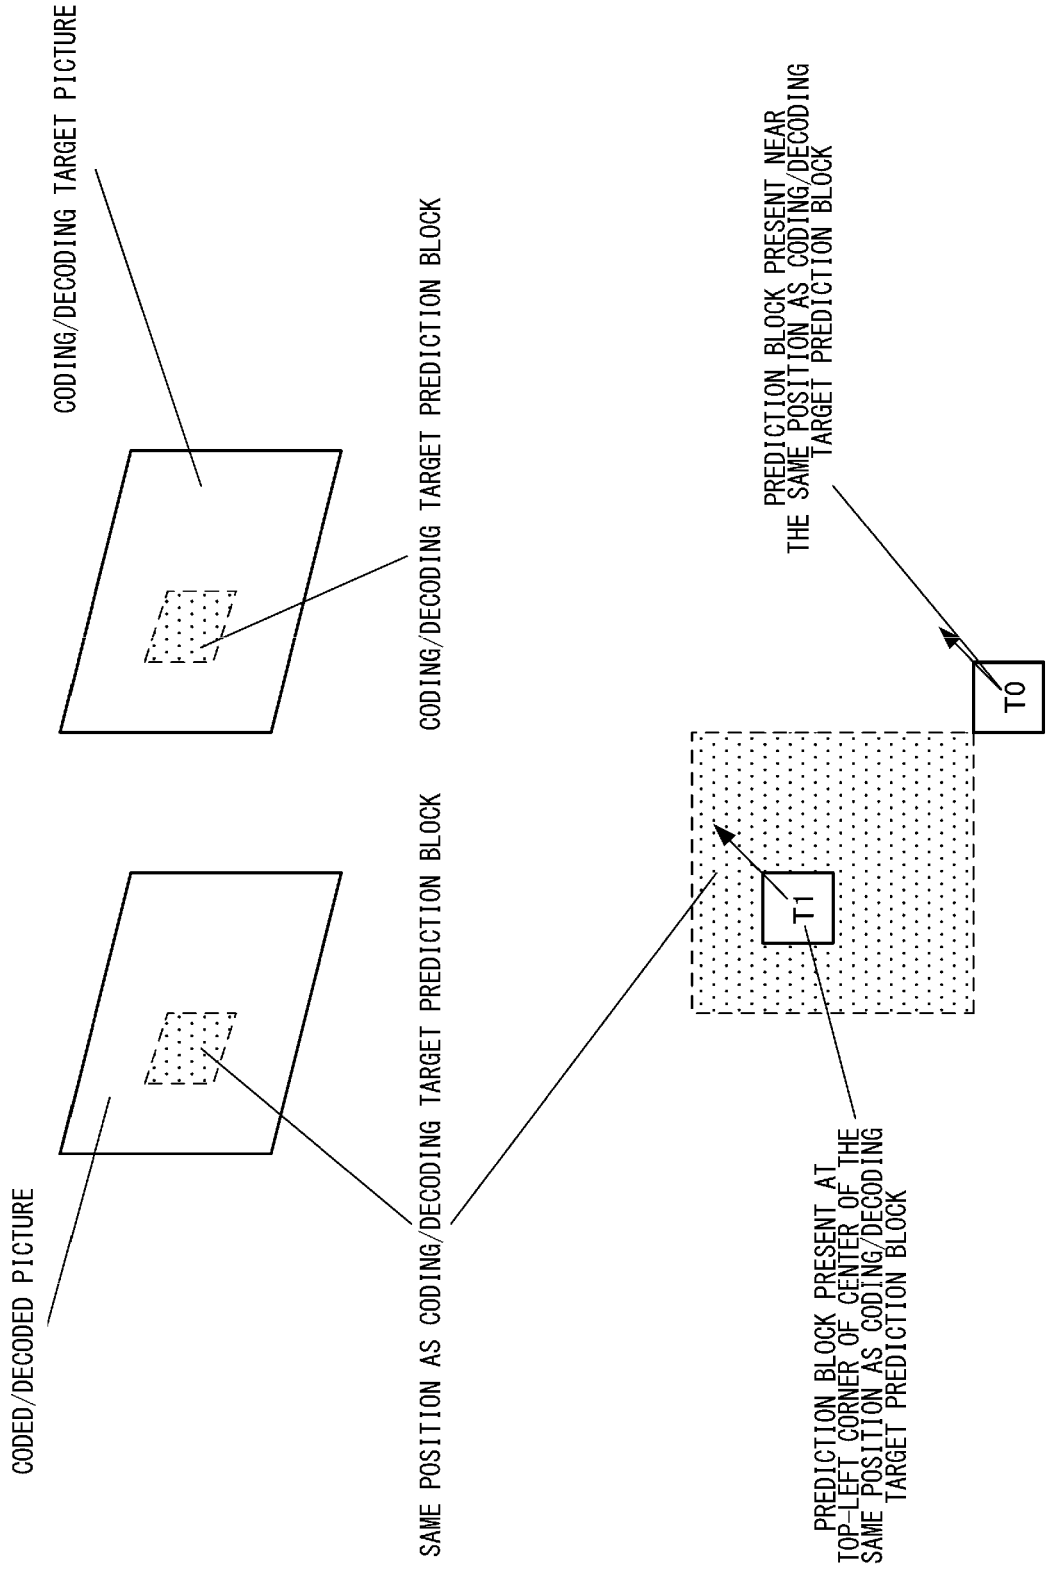 CODED/DECODED PICTURE
CODING/DECODING TARGET PICTURE
SAME POSITION AS CODING/DECODING TARGET PREDICTION BLOCK
CODING/DECODING TARGET PREDICTION BLOCK
T1
T0
PREDICTION BLOCK PRESENT AT
TOP-LEFT CORNER OF CENTER OF THE
SAME POSITION AS CODING/DECODING
TARGET PREDICTION BLOCK
PREDICTION BLOCK PRESENT NEAR
THE SAME POSITION AS CODING/DECODING
TARGET PREDICTION BLOCK